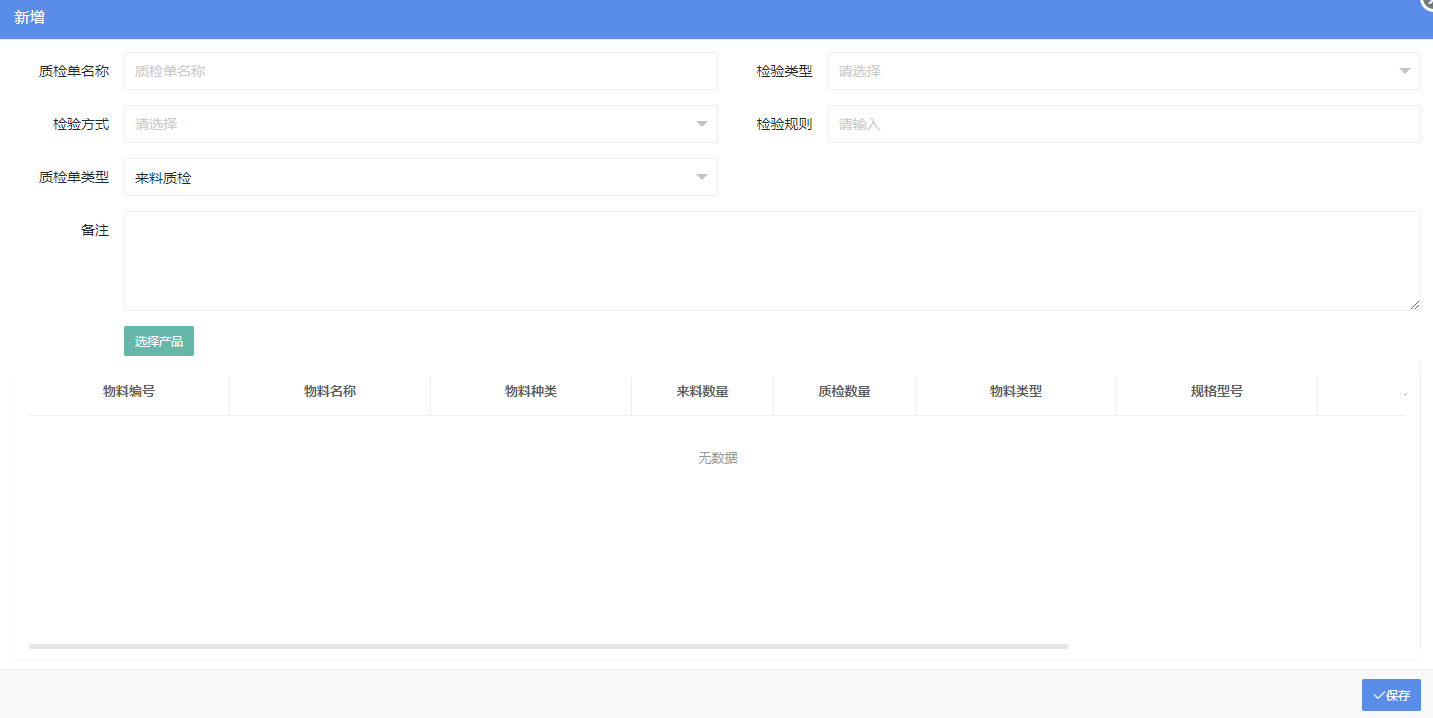 新增
质检单名称 质检单名称 检验类型 请选择
检验方式 请选择 检验规则 请输入
质检单类型 来料质检
备注
选择产品
物料编号 物料名称 物料种类 来料数量 质检数量 物料类型 规格型号
无数据
保存